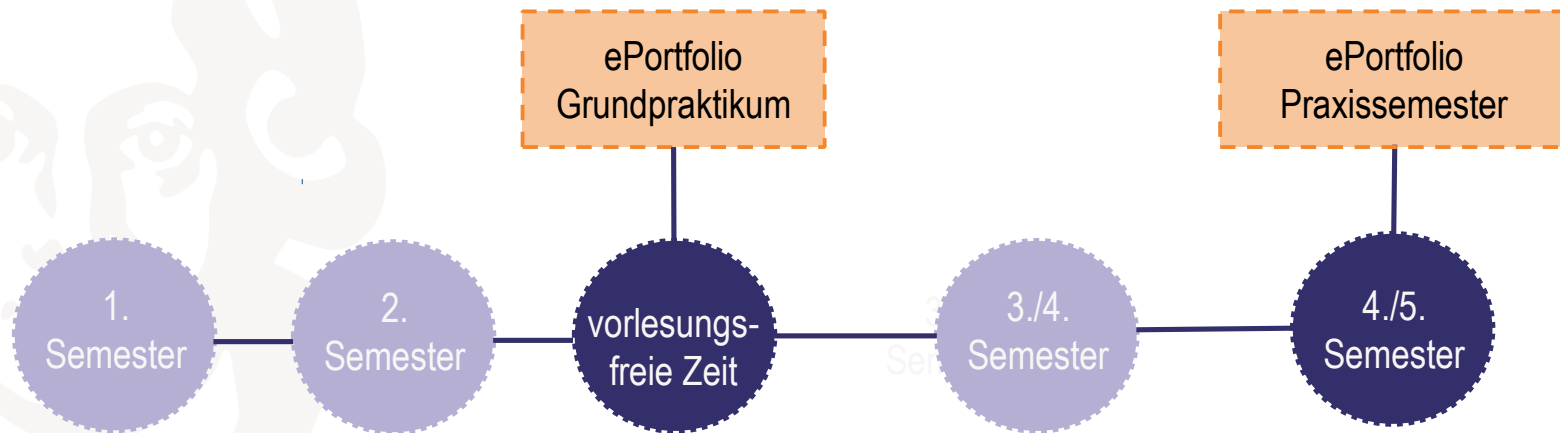 ePortfolio
Grundpraktikum
ePortfolio
Praxissemester
1.
Semester
2.
Semester
vorlesungs-
freie Zeit
3./4.
Semester
4./5.
Semester